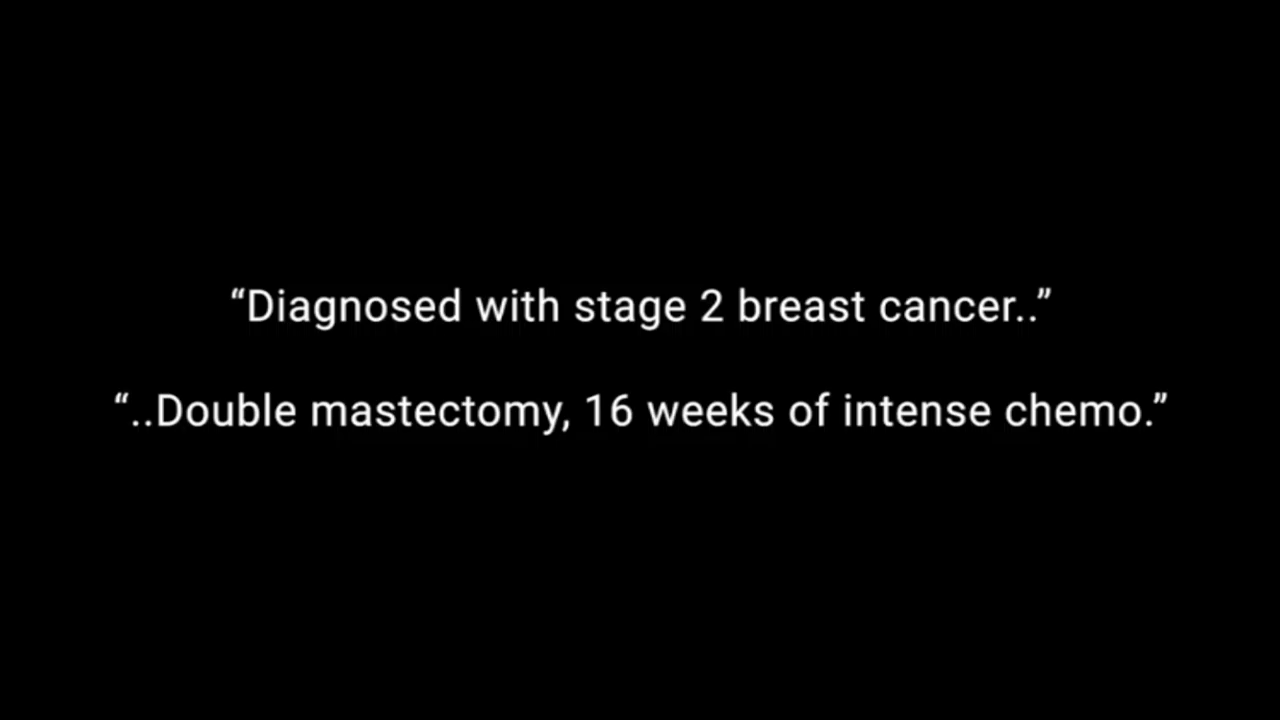 “Diagnosed with stage 2 breast cancer..”
“..Double mastectomy, 16 weeks of intense chemo.”